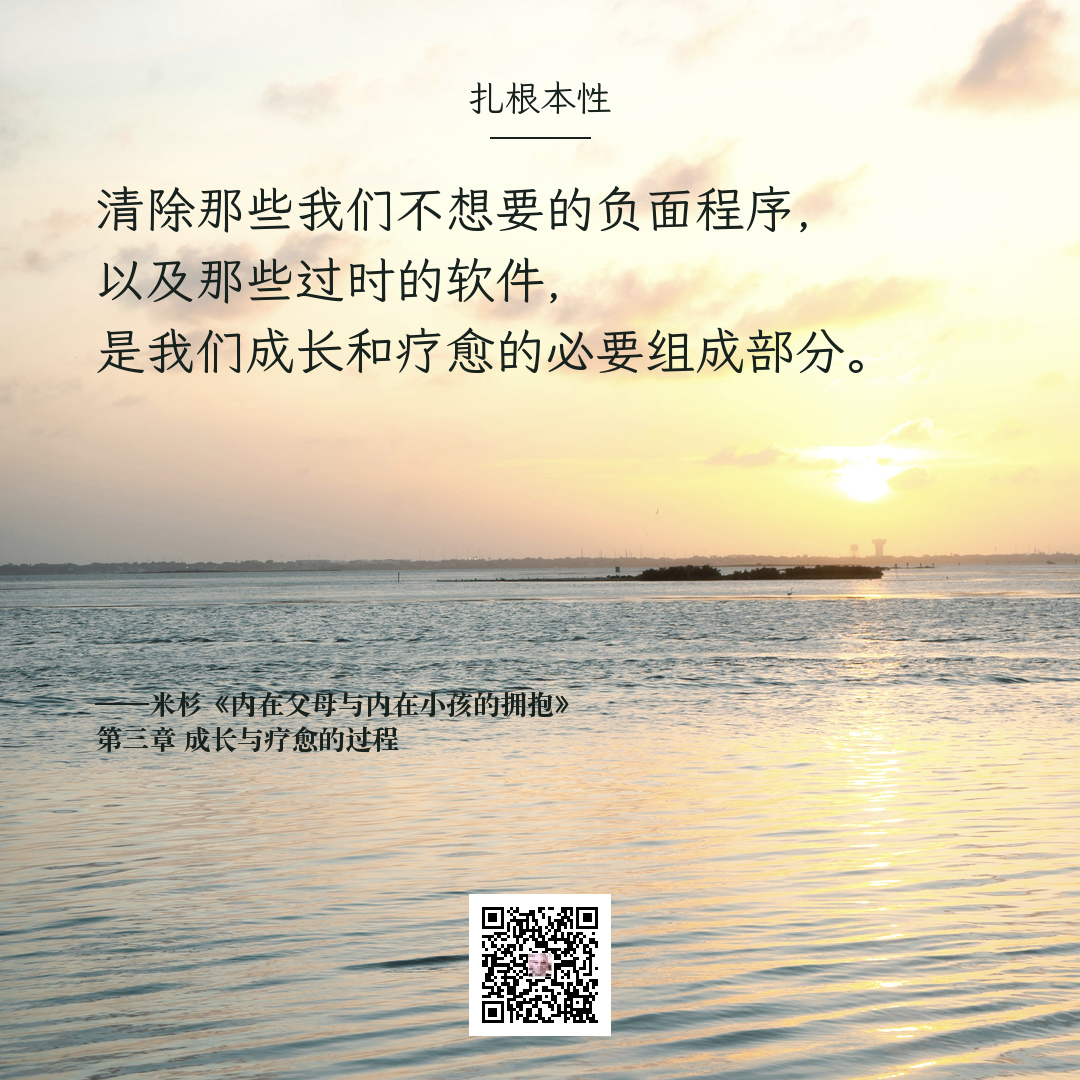 扎根本性
清除那些我们不想要的负面程序,
以及那些过时的软件,
是我们成长和疗愈的必要组成部分。
——米杉《内在父母与内在小孩的拥抱》
第三章 成长与疗愈的过程